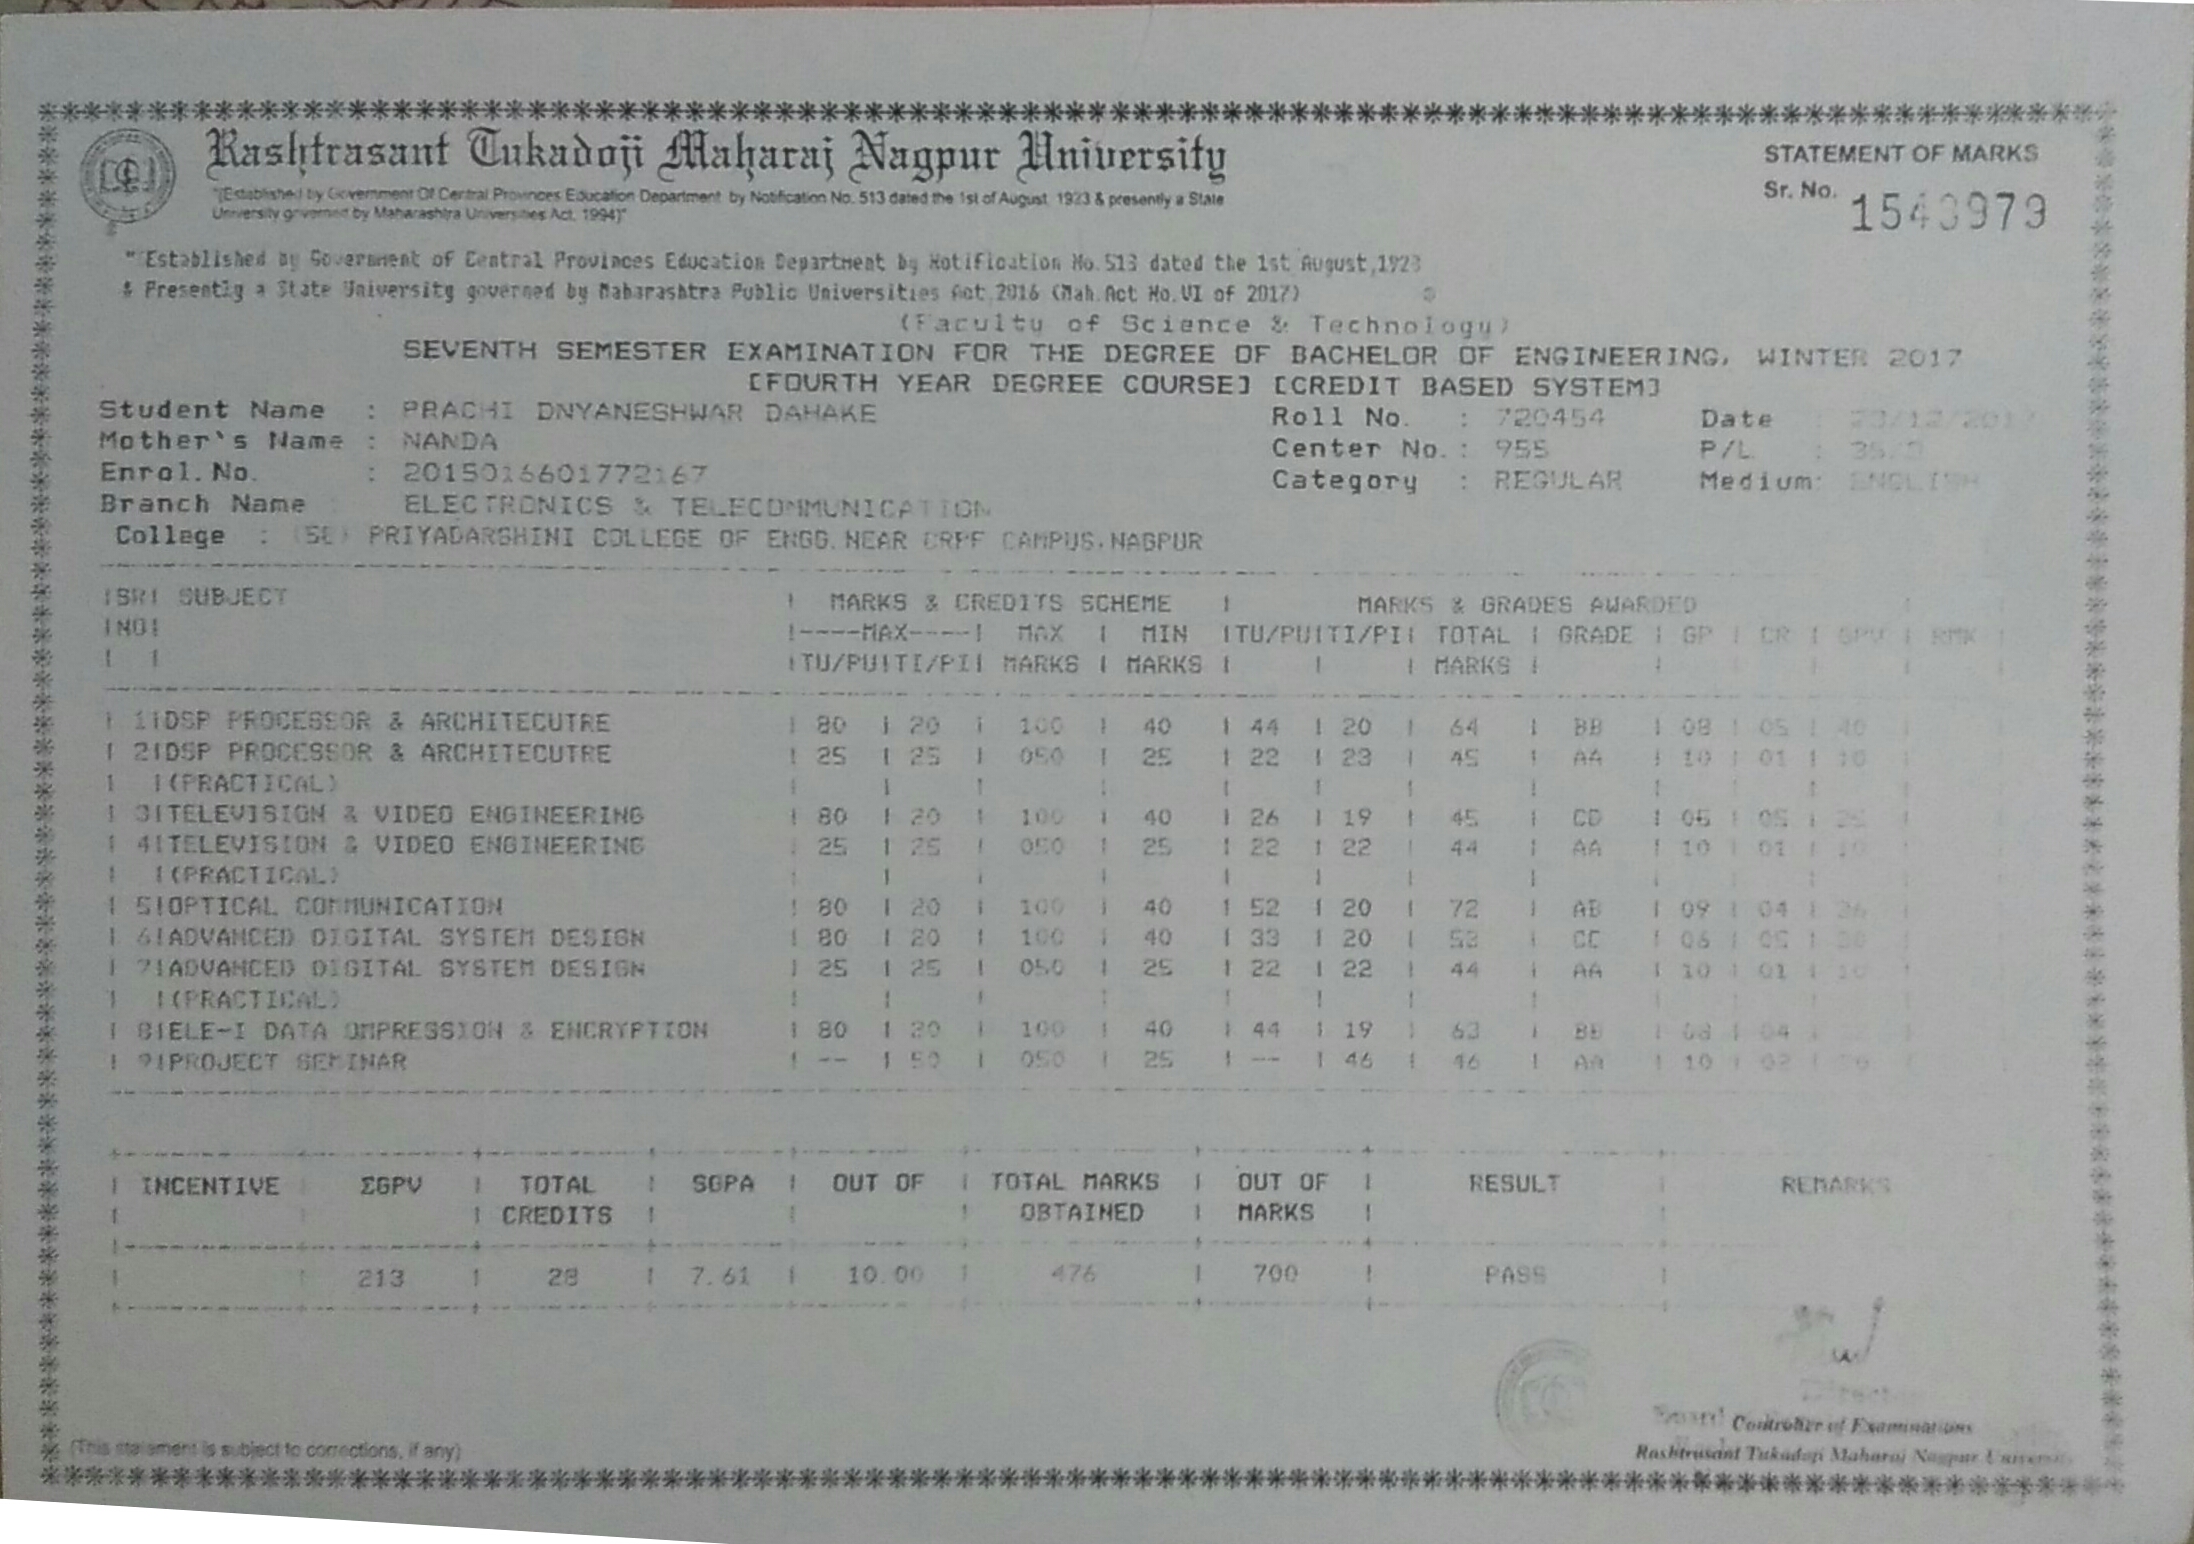 Rashtrasant Tukadoji Maharaj Nagpur University
"(Established by Government Of Central Provinces Education Department by Notification No. 513 dated the 1st of August, 1923 & presently a State
University governed by Maharashtra Universities Act, 1994)"
STATEMENT OF MARKS
Sr. No. 1543979
"Established by Government of Central Provinces Education Department by Notification No.513 dated the 1st August,1923
& Presently a State University governed by Maharashtra Public Universities Act,2016 (Mah.Act No.VI of 2017)
(Faculty of Science & Technology)
SEVENTH SEMESTER EXAMINATION FOR THE DEGREE OF BACHELOR OF ENGINEERING, WINTER 2017
[FOURTH YEAR DEGREE COURSE] [CREDIT BASED SYSTEM]
Student Name : PRACHI DNYANESHWAR DAHAKE Roll No. : 720454 Date : 23/12/2017
Mother's Name : NANDA Center No. : 955 P/L :
Enrol. No. : 2015016601772167 Category : REGULAR Medium: ENGLISH
Branch Name ELECTRONICS & TELECOMMUNICATION
College : PRIYADARSHINI COLLEGE OF ENGG. NEAR CRPF CAMPUS,NAGPUR
|SR| SUBJECT | MARKS & CREDITS SCHEME | MARKS & GRADES AWARDED
|NO| |----MAX----| MAX | MIN |TU/PU|TI/PI| TOTAL | GRADE | GP | CR | GPV | RMK |
| | |TU/PU|TI/PI| MARKS | MARKS | | | MARKS |
| 1|DSP PROCESSOR & ARCHITECUTRE | 80 | 20 | 100 | 40 | 44 | 20 | 64 | BB | 08 | 05 | 40
| 2|DSP PROCESSOR & ARCHITECUTRE | 25 | 25 | 050 | 25 | 22 | 23 | 45 | AA | 10 | 01 | 10
| |(PRACTICAL)
| 3|TELEVISION & VIDEO ENGINEERING | 80 | 20 | 100 | 40 | 26 | 19 | 45 | CD | 05 | 05 | 25
| 4|TELEVISION & VIDEO ENGINEERING | 25 | 25 | 050 | 25 | 22 | 22 | 44 | AA | 10 | 01 | 10
| |(PRACTICAL)
| 5|OPTICAL COMMUNICATION | 80 | 20 | 100 | 40 | 52 | 20 | 72 | AB | 09 | 04 | 36
| 6|ADVANCED DIGITAL SYSTEM DESIGN | 80 | 20 | 100 | 40 | 33 | 20 | 53 | CC | 06 | 05 | 30
| 7|ADVANCED DIGITAL SYSTEM DESIGN | 25 | 25 | 050 | 25 | 22 | 22 | 44 | AA | 10 | 01 | 10
| |(PRACTICAL)
| 8|ELE-I DATA OMPRESSION & ENCRYPTION | 80 | 20 | 100 | 40 | 44 | 19 | 63 | BB | 08 | 04 |
| 9|PROJECT SEMINAR | -- | 50 | 050 | 25 | -- | 46 | 46 | AA | 10 | 02 | 20
| INCENTIVE | ΣGPV | TOTAL | SGPA | OUT OF | TOTAL MARKS | OUT OF | RESULT | REMARKS
| | | CREDITS | | | OBTAINED | MARKS |
| | 213 | 28 | 7.61 | 10.00 | 476 | 700 | PASS |
Director
Board
Controller of Examinations
Rashtrasant Tukadoji Maharaj Nagpur University
(This statement is subject to corrections, if any)